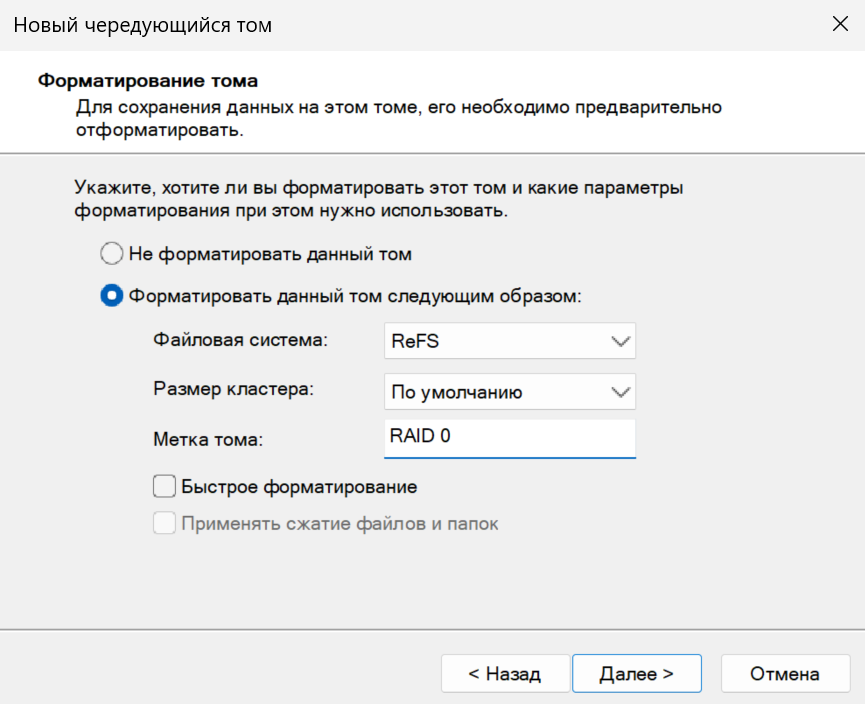 Новый чередующийся том
Форматирование тома
Для сохранения данных на этом томе, его необходимо предварительно
отформатировать.
Укажите, хотите ли вы форматировать этот том и какие параметры
форматирования при этом нужно использовать.
Не форматировать данный том
Форматировать данный том следующим образом:
Файловая система: ReFS
Размер кластера: По умолчанию
Метка тома: RAID 0
Быстрое форматирование
Применять сжатие файлов и папок
< Назад Далее > Отмена